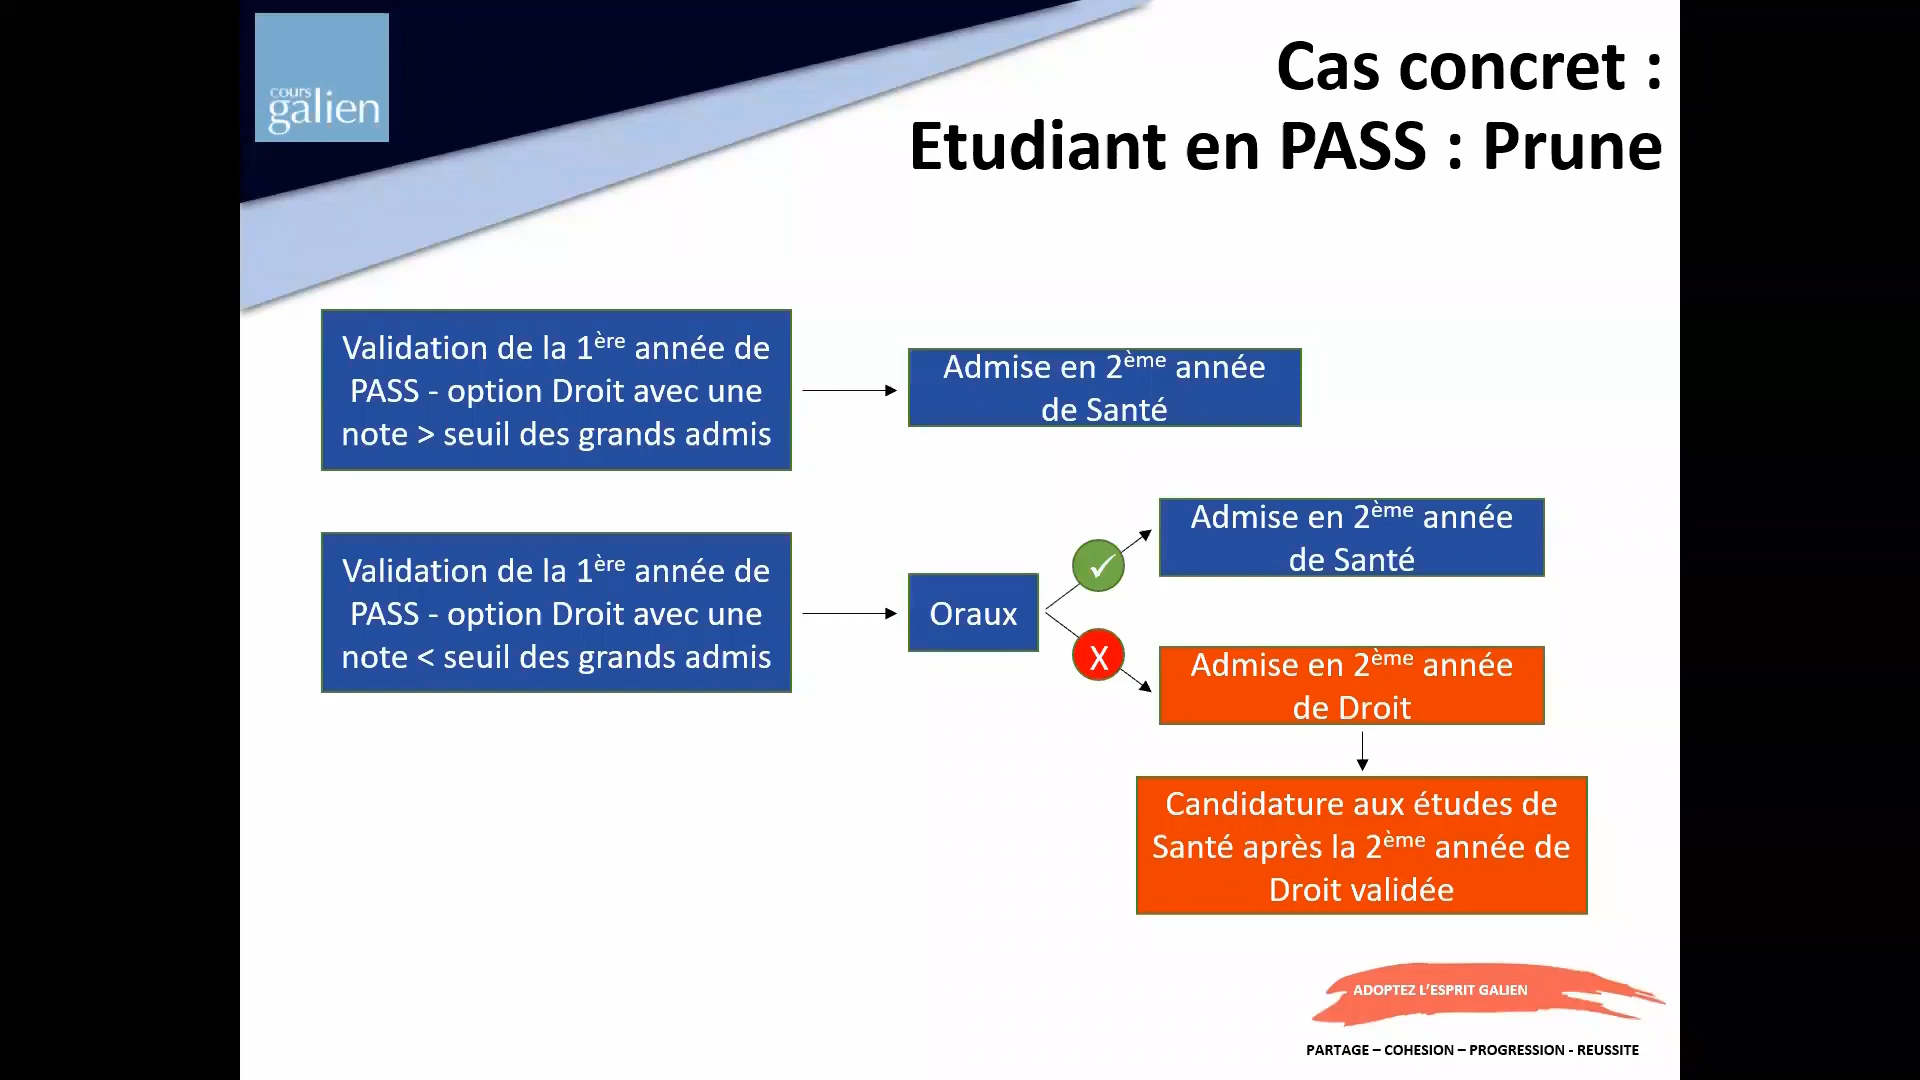 cours
galien
Cas concret :
Etudiant en PASS : Prune
Validation de la 1ère année de
PASS - option Droit avec une
note > seuil des grands admis
Admise en 2ème année
de Santé
Validation de la 1ère année de
PASS - option Droit avec une
note < seuil des grands admis
Oraux
✓
Admise en 2ème année
de Santé
X
Admise en 2ème année
de Droit
Candidature aux études de
Santé après la 2ème année de
Droit validée
ADOPTEZ L'ESPRIT GALIEN
PARTAGE – COHESION – PROGRESSION - REUSSITE